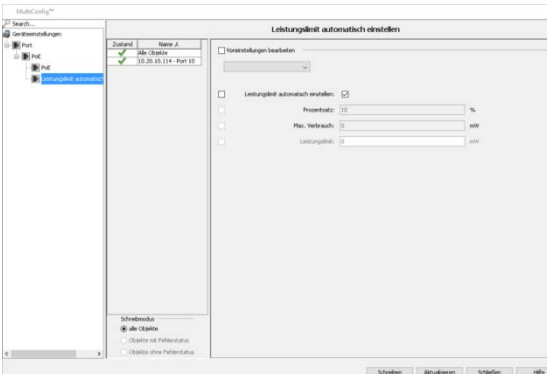 MultiConfig™
Search...
Geräteeinstellungen
Port
PoE
PoE
Leistungslimit automatisch
Zustand
Name
Alle Objekte
10.20.10.114 - Port 10
Schreibmodus
alle Objekte
Objekte mit Fehlerstatus
Objekte ohne Fehlerstatus
Leistungslimit automatisch einstellen
Voreinstellungen bearbeiten
Leistungslimit automatisch einstellen:
Prozentsatz: 10 %
Max. Verbrauch: 0 mW
Leistungslimit: 0 mW
Schreiben
Aktualisieren
Schließen
Hilfe